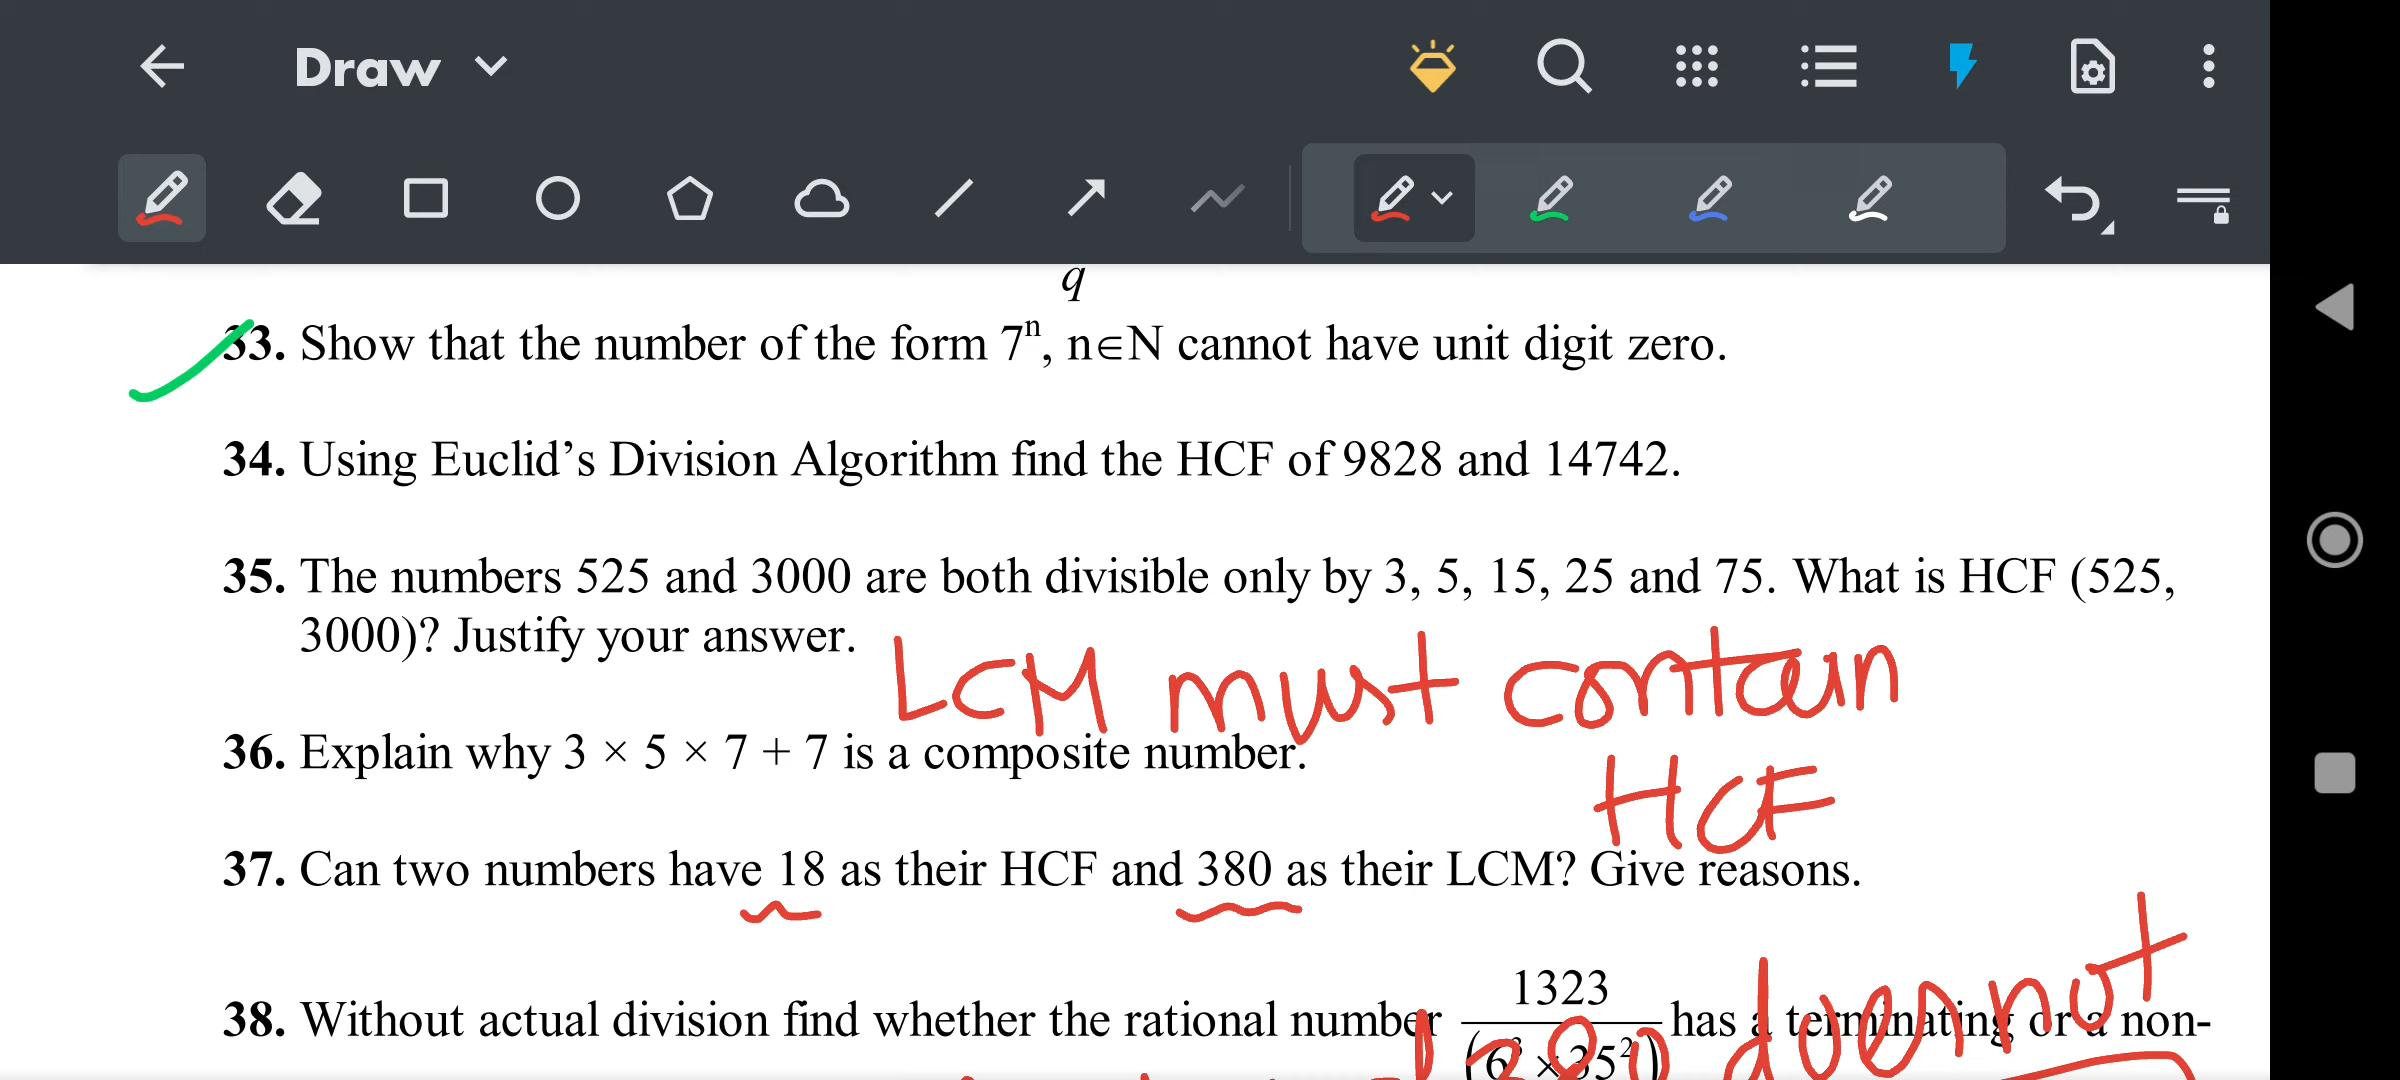 Draw
q
33. Show that the number of the form 7ⁿ, n∈N cannot have unit digit zero.
34. Using Euclid’s Division Algorithm find the HCF of 9828 and 14742.
35. The numbers 525 and 3000 are both divisible only by 3, 5, 15, 25 and 75. What is HCF (525,
3000)? Justify your answer.
LCM must contain
36. Explain why 3 × 5 × 7 + 7 is a composite number.
HCF
37. Can two numbers have 18 as their HCF and 380 as their LCM? Give reasons.
1323
38. Without actual division find whether the rational number has a terminating or a non-
(6³ × 35²)
380 does not